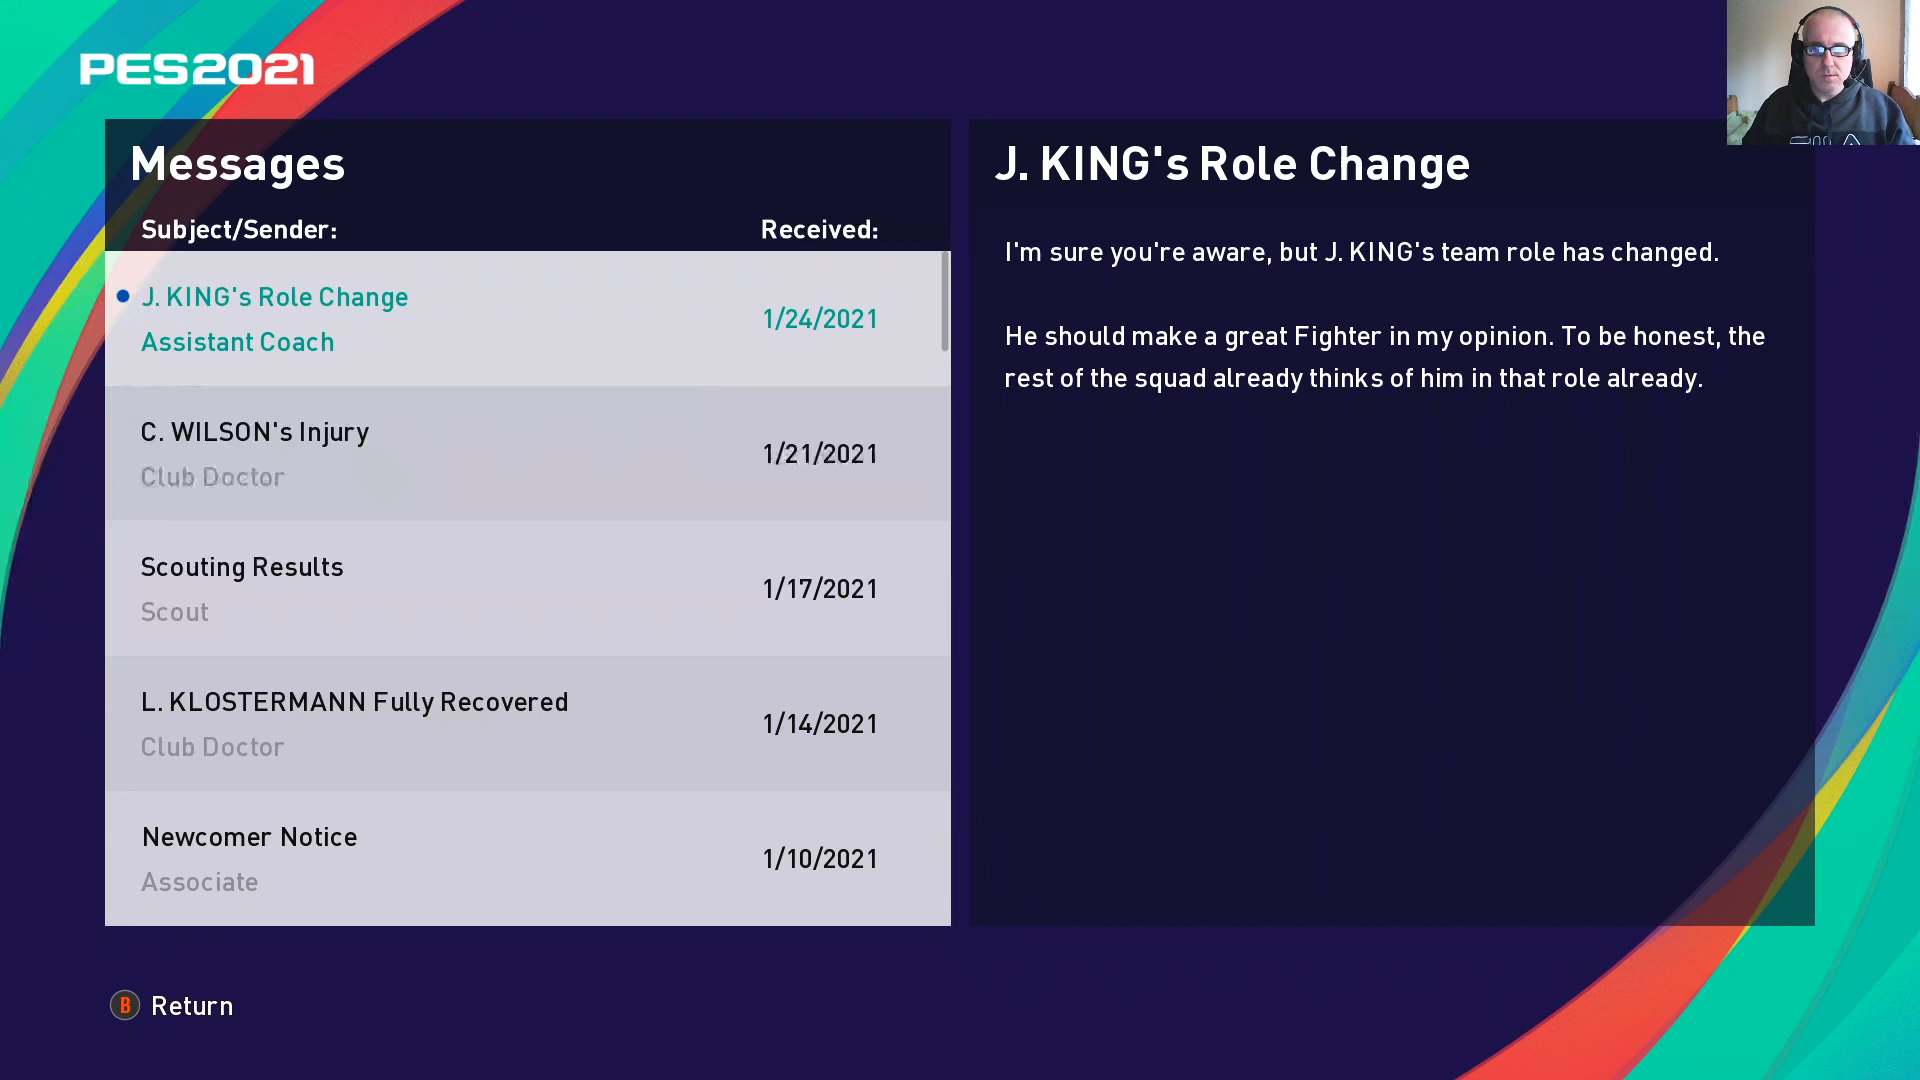 PES2021
Messages
Subject/Sender:
Received:
J. KING's Role Change
Assistant Coach
1/24/2021
C. WILSON's Injury
Club Doctor
1/21/2021
Scouting Results
Scout
1/17/2021
L. KLOSTERMANN Fully Recovered
Club Doctor
1/14/2021
Newcomer Notice
Associate
1/10/2021
J. KING's Role Change
I'm sure you're aware, but J. KING's team role has changed.
He should make a great Fighter in my opinion. To be honest, the
rest of the squad already thinks of him in that role already.
B Return